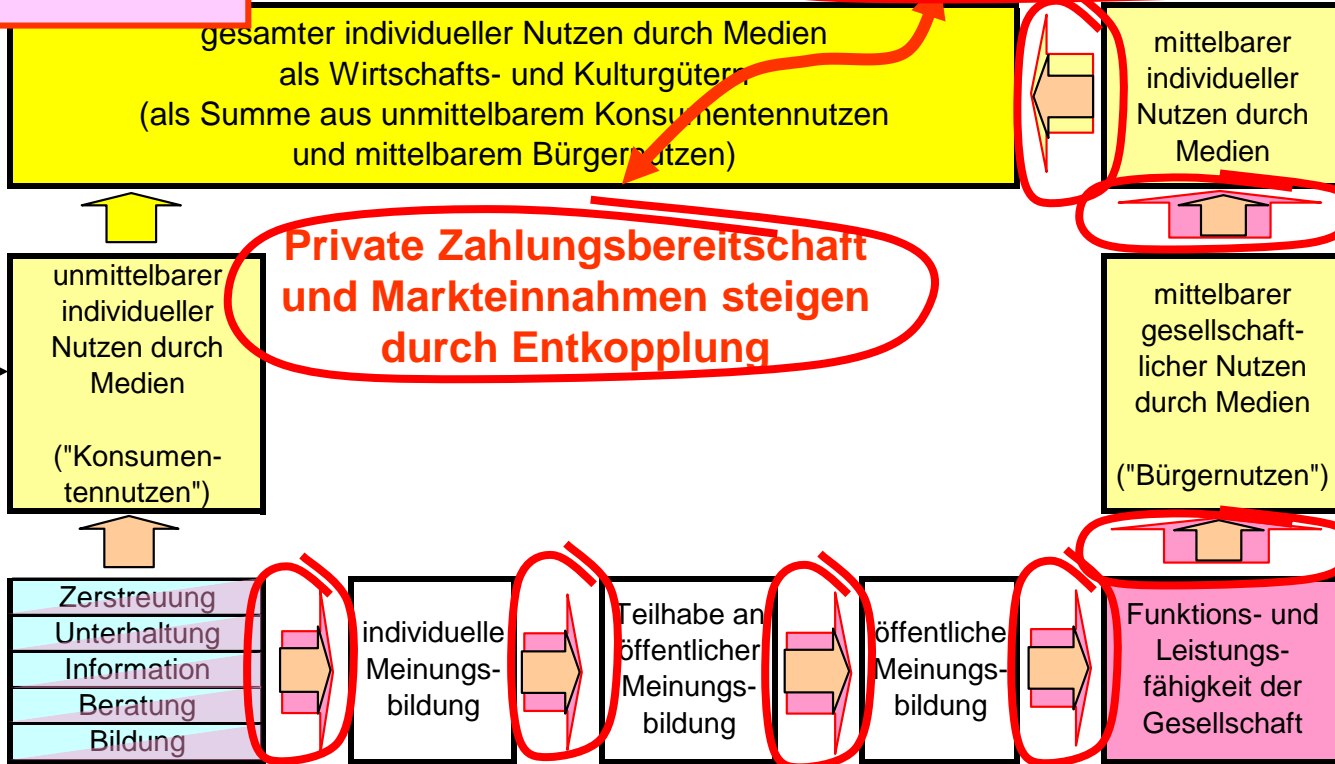 gesamter individueller Nutzen durch Medien
als Wirtschafts- und Kulturgütern
(als Summe aus unmittelbarem Konsumentennutzen
und mittelbarem Bürgernutzen)
mittelbarer
individueller
Nutzen durch
Medien
Private Zahlungsbereitschaft
und Markteinnahmen steigen
durch Entkopplung
unmittelbarer
individueller
Nutzen durch
Medien
("Konsumen-
tennutzen")
mittelbarer
gesellschaft-
licher Nutzen
durch Medien
("Bürgernutzen")
Zerstreuung
Unterhaltung
Information
Beratung
Bildung
individuelle
Meinungs-
bildung
Teilhabe an
öffentlicher
Meinungs-
bildung
öffentliche
Meinungs-
bildung
Funktions- und
Leistungs-
fähigkeit der
Gesellschaft